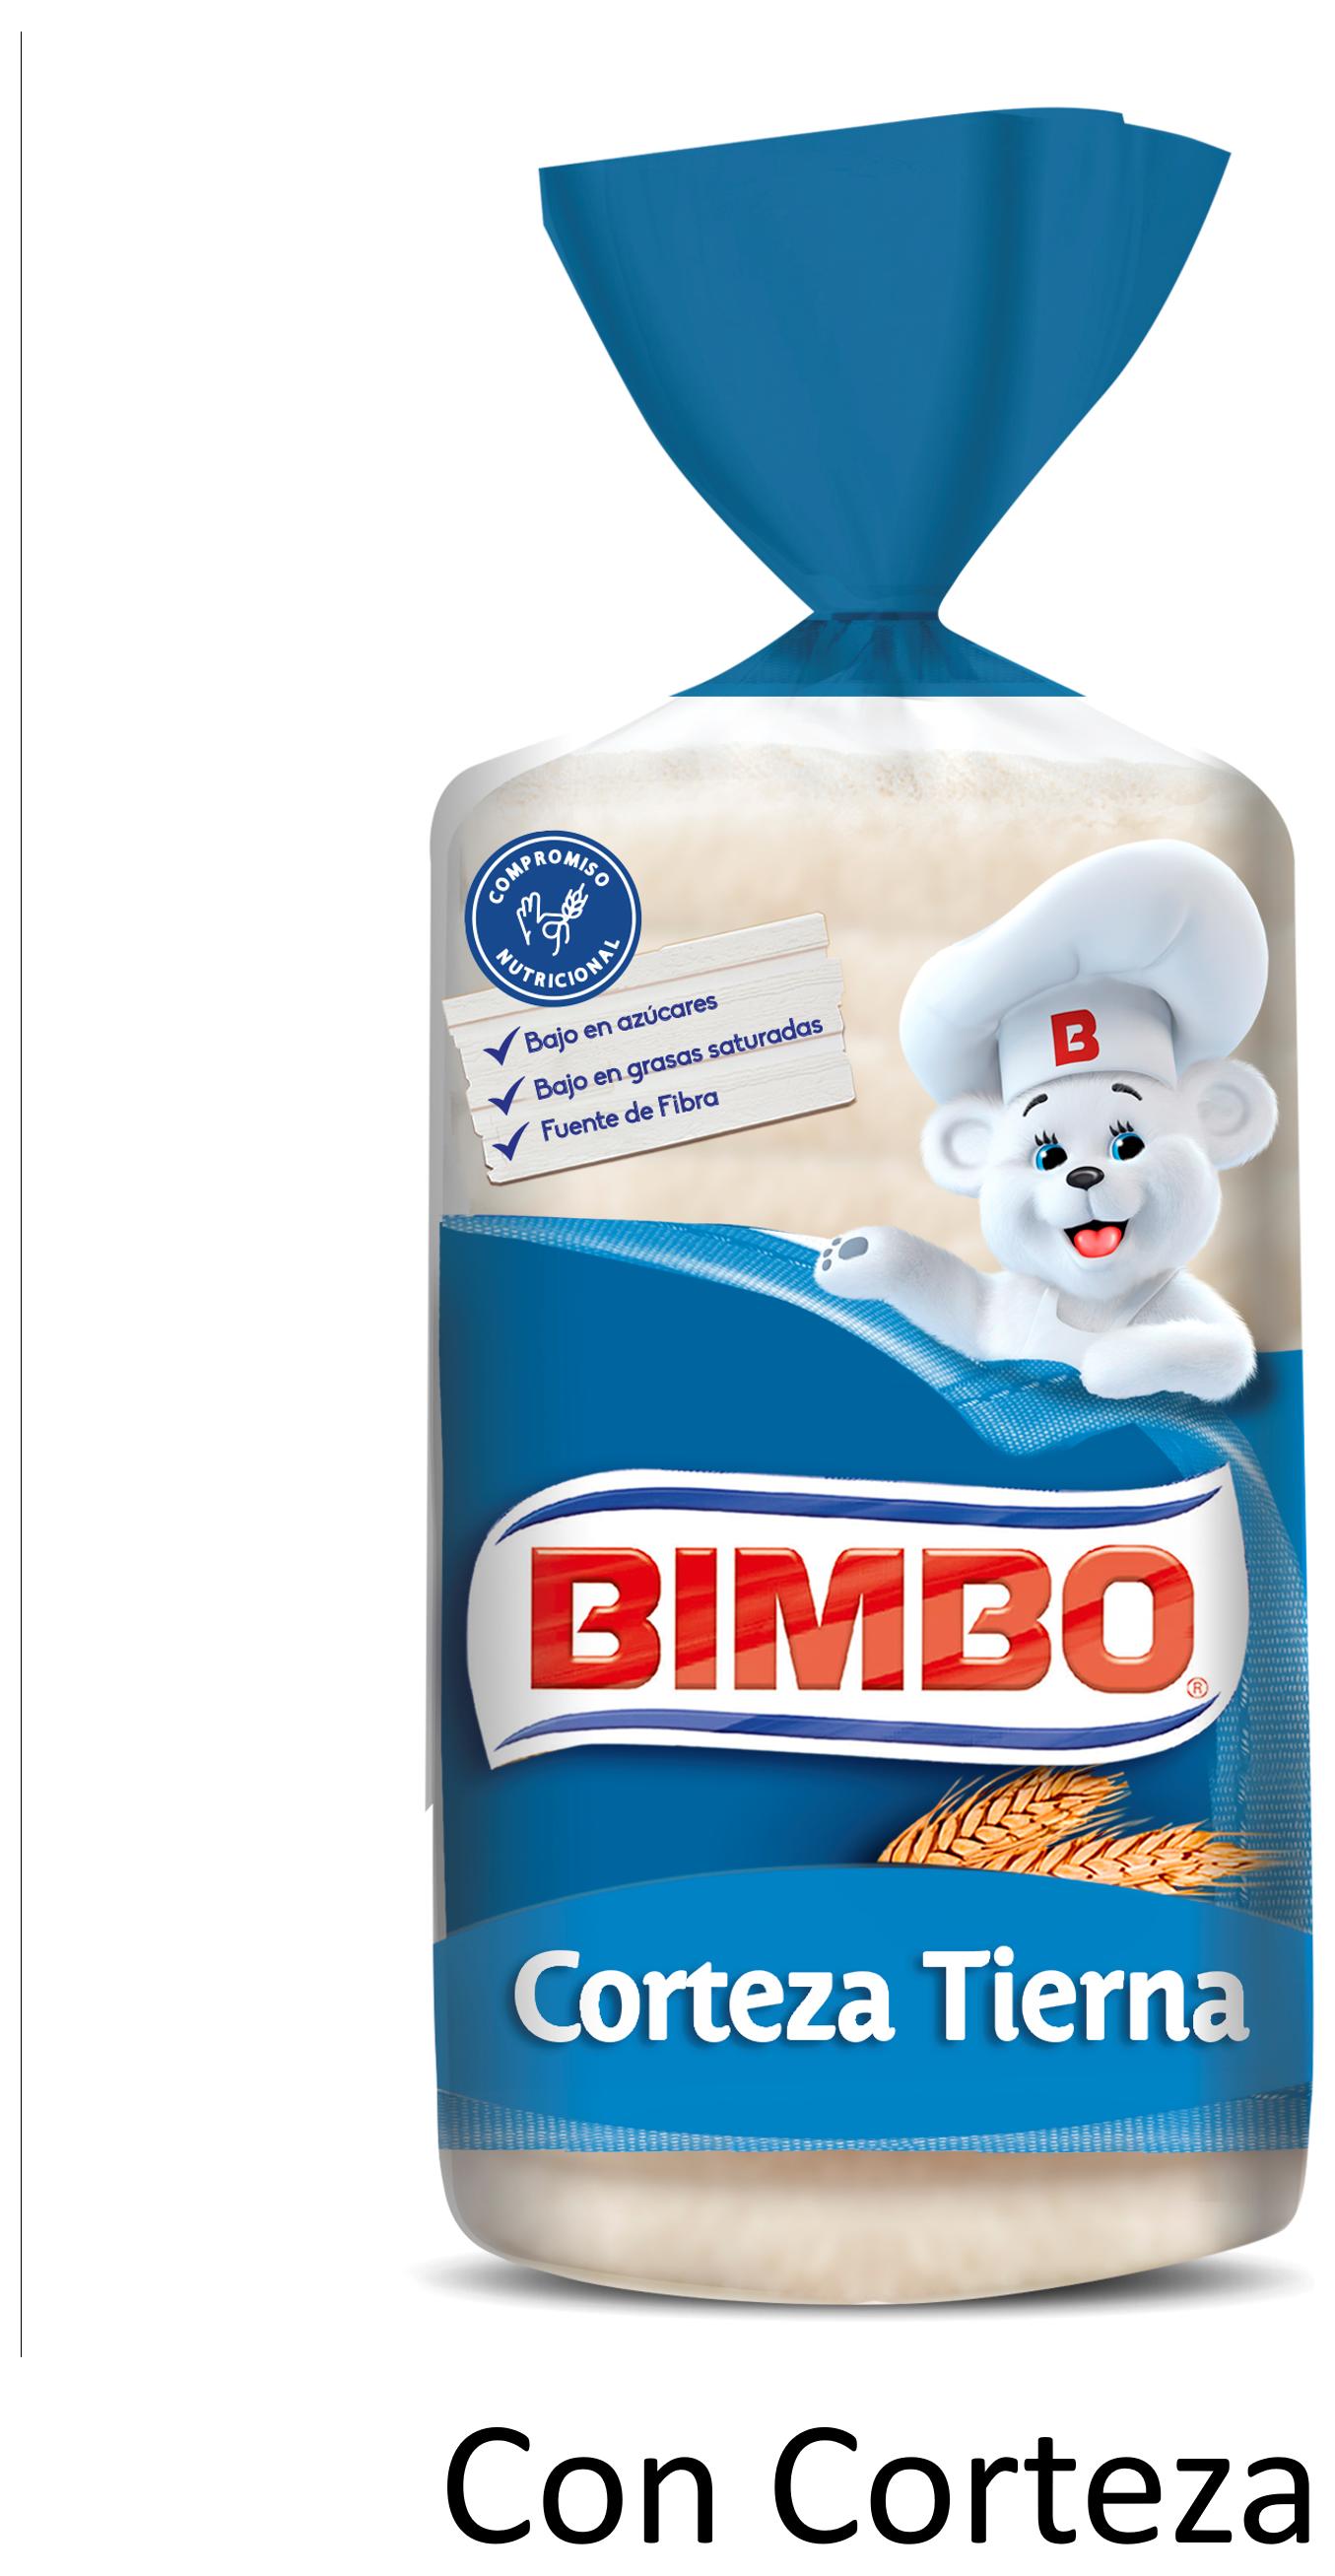 COMPROMISO
NUTRICIONAL
Bajo en azúcares
Bajo en grasas saturadas
Fuente de Fibra
B
BIMBO®
Corteza Tierna
Con Corteza